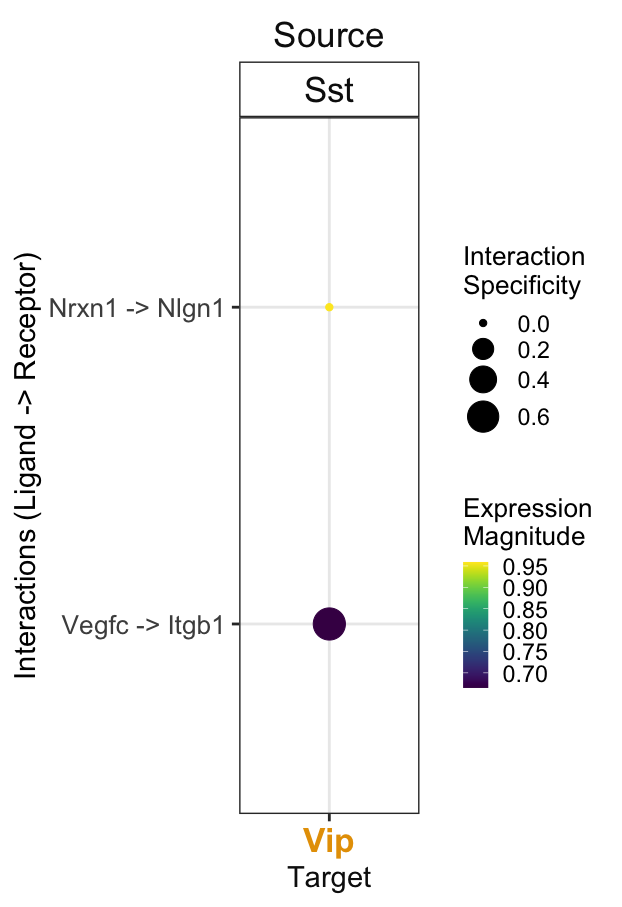 Source
Sst
Interactions (Ligand -> Receptor)
Nrxn1 -> Nlgn1
Vegfc -> Itgb1
Vip
Target
Interaction
Specificity
0.0
0.2
0.4
0.6
Expression
Magnitude
0.95
0.90
0.85
0.80
0.75
0.70